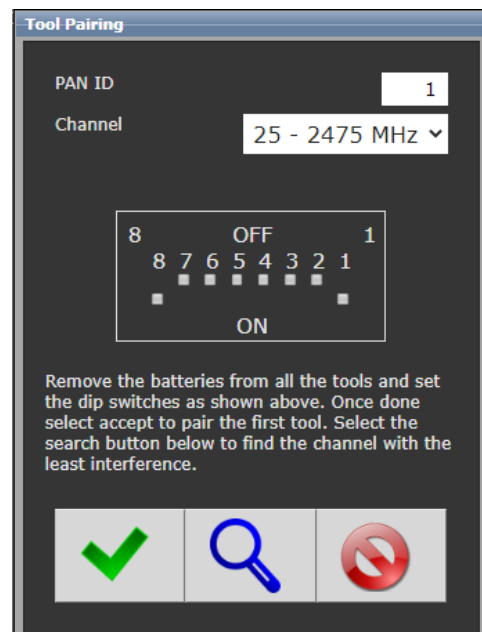 Tool Pairing
PAN ID 1
Channel 25 - 2475 MHz
8 OFF 1
8 7 6 5 4 3 2 1
ON
Remove the batteries from all the tools and set
the dip switches as shown above. Once done
select accept to pair the first tool. Select the
search button below to find the channel with the
least interference.